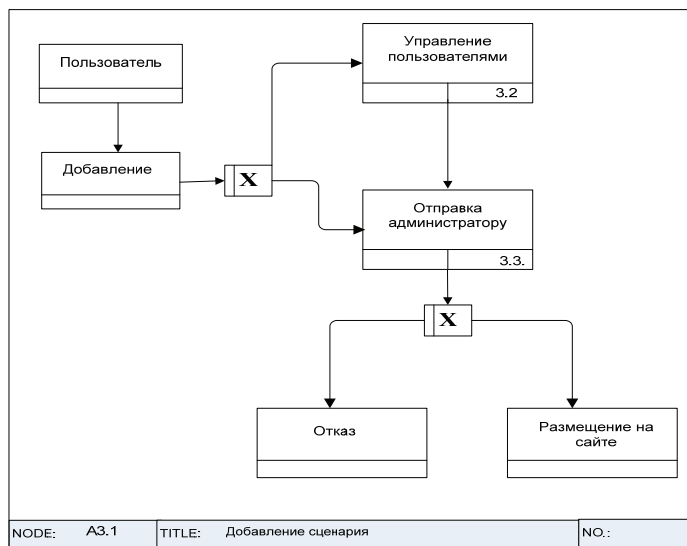 Пользователь
Управление
пользователями
3.2
Добавление
X
Отправка
администратору
3.3.
X
Отказ
Размещение на
сайте
NODE: A3.1 TITLE: Добавление сценария NO.: